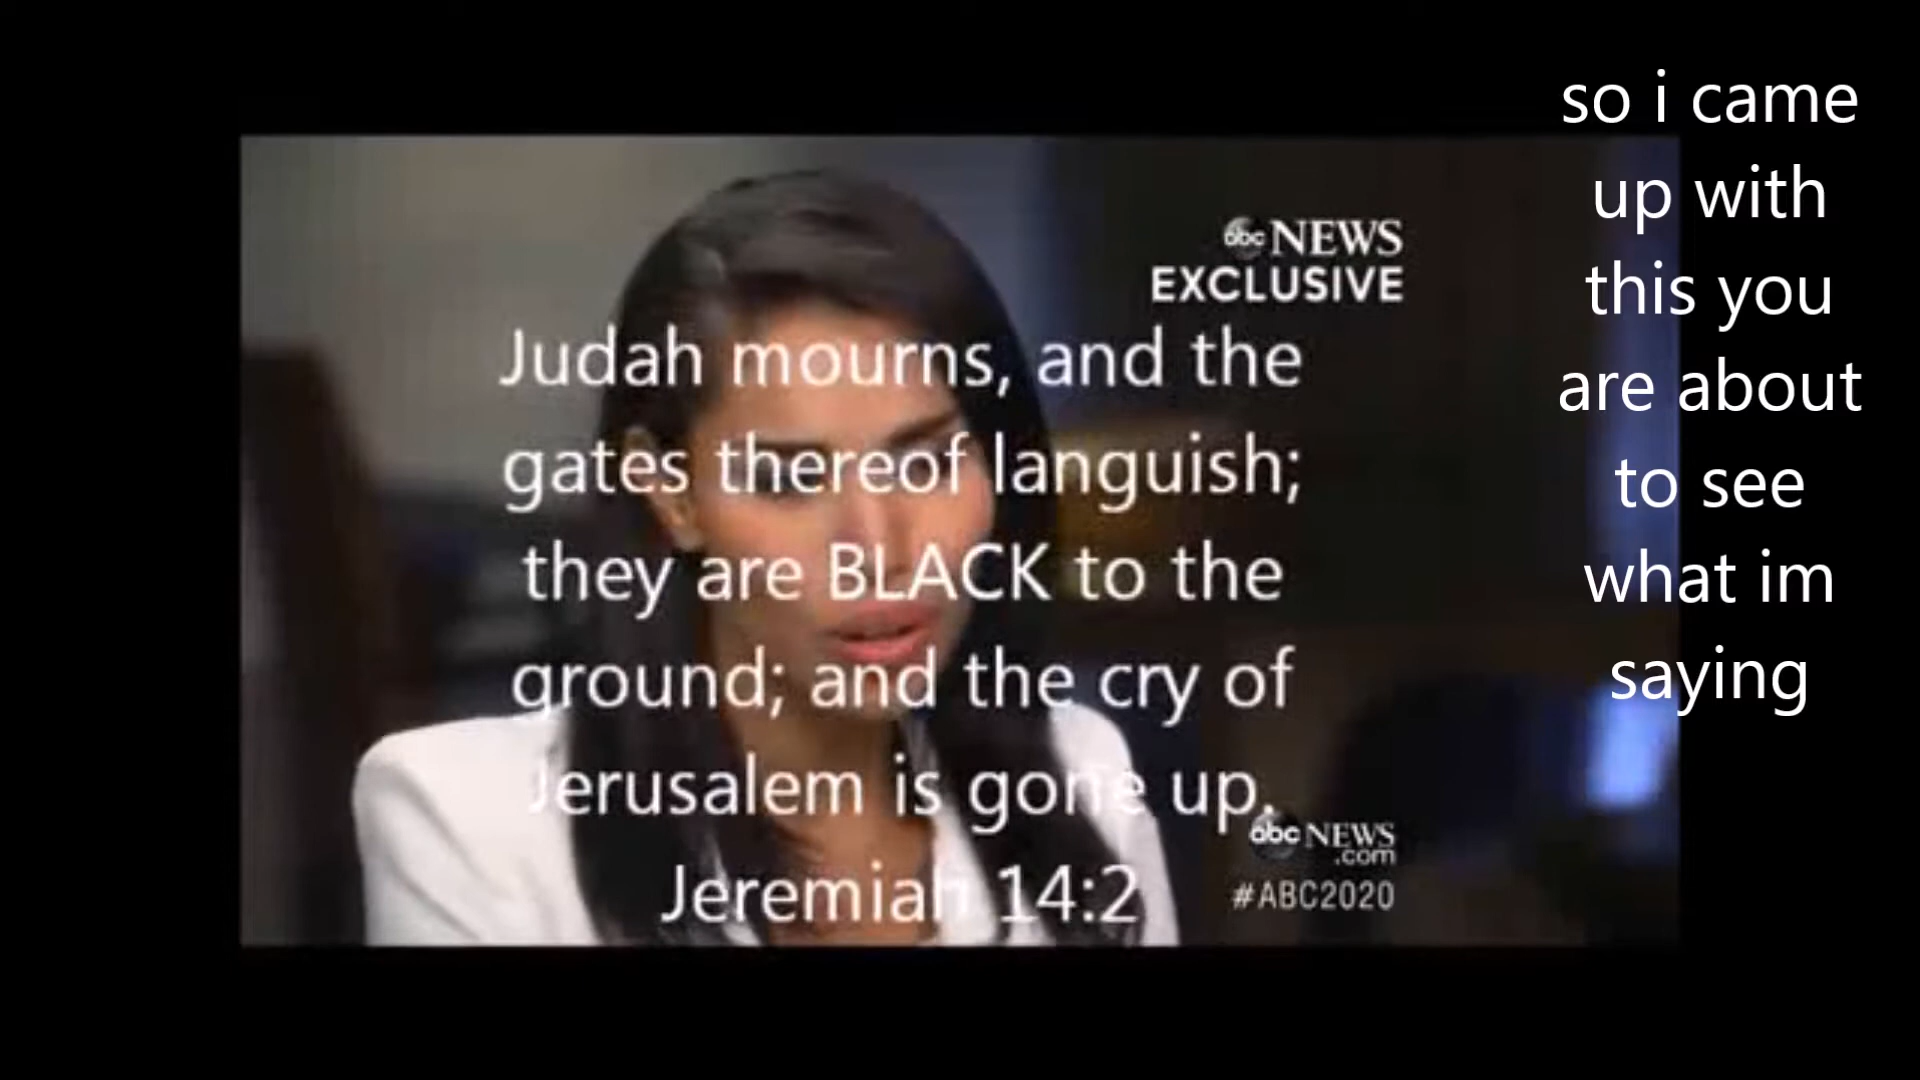 so i came
up with
this you
are about
to see
what im
saying
abc NEWS
EXCLUSIVE
Judah mourns, and the
gates thereof languish;
they are BLACK to the
ground; and the cry of
Jerusalem is gone up.
Jeremiah 14:2
abc NEWS
.com
#ABC2020